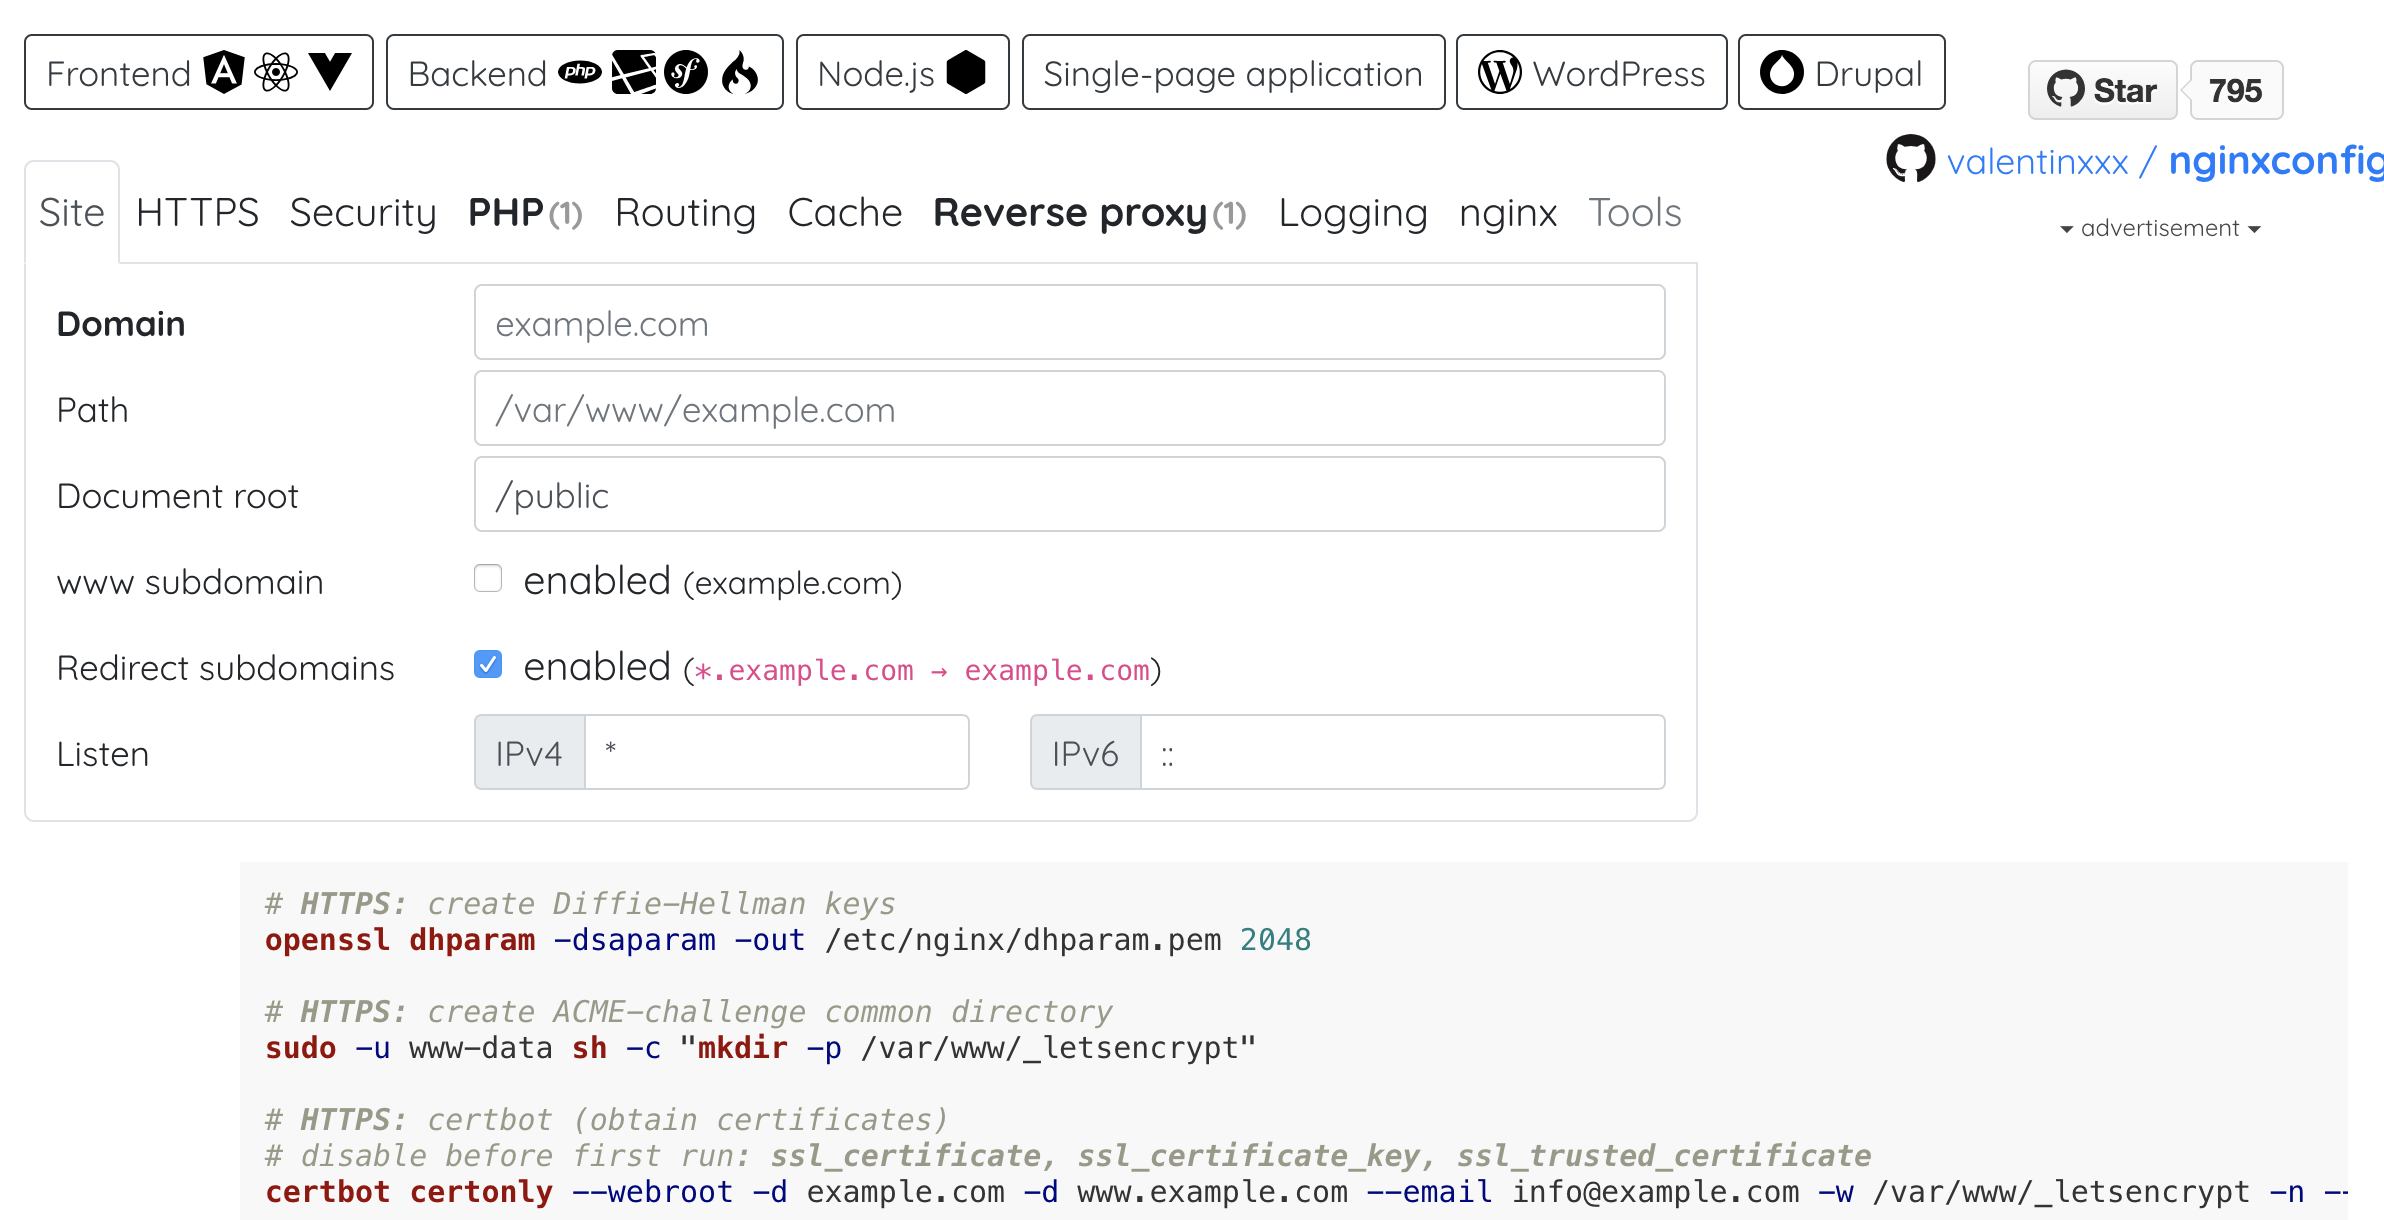 Frontend Backend php Node.js Single-page application WordPress Drupal
Star 795
valentinxxx / nginxconfig
advertisement
Site HTTPS Security PHP (1) Routing Cache Reverse proxy (1) Logging nginx Tools
Domain example.com
Path /var/www/example.com
Document root /public
www subdomain enabled (example.com)
Redirect subdomains enabled (*.example.com → example.com)
Listen IPv4 * IPv6 ::
# HTTPS: create Diffie-Hellman keys
openssl dhparam -dsaparam -out /etc/nginx/dhparam.pem 2048
# HTTPS: create ACME-challenge common directory
sudo -u www-data sh -c "mkdir -p /var/www/_letsencrypt"
# HTTPS: certbot (obtain certificates)
# disable before first run: ssl_certificate, ssl_certificate_key, ssl_trusted_certificate
certbot certonly --webroot -d example.com -d www.example.com --email info@example.com -w /var/www/_letsencrypt -n --